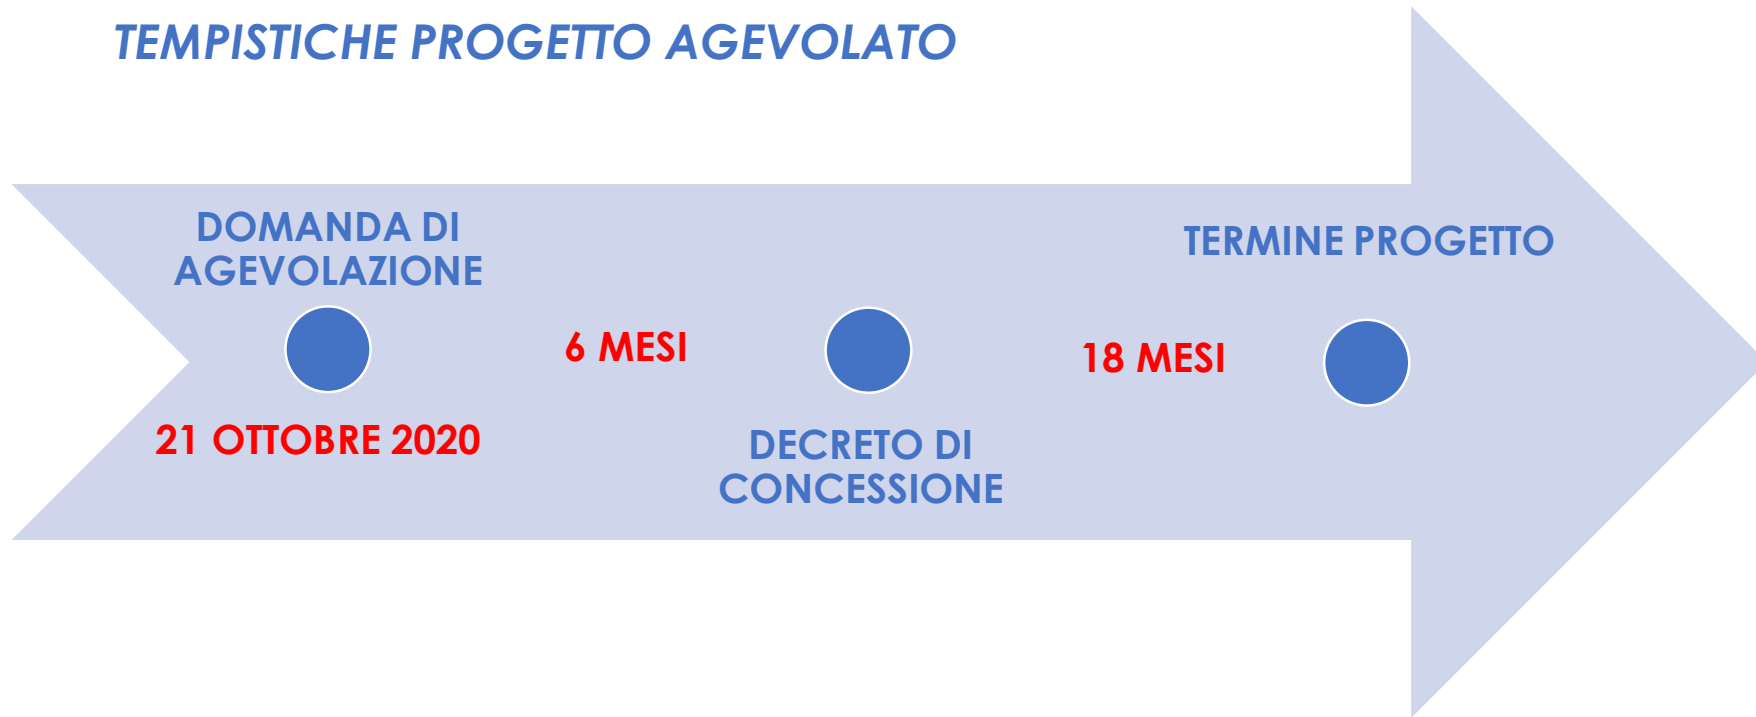 TEMPISTICHE PROGETTO AGEVOLATO
DOMANDA DI
AGEVOLAZIONE
21 OTTOBRE 2020
6 MESI
DECRETO DI
CONCESSIONE
18 MESI
TERMINE PROGETTO